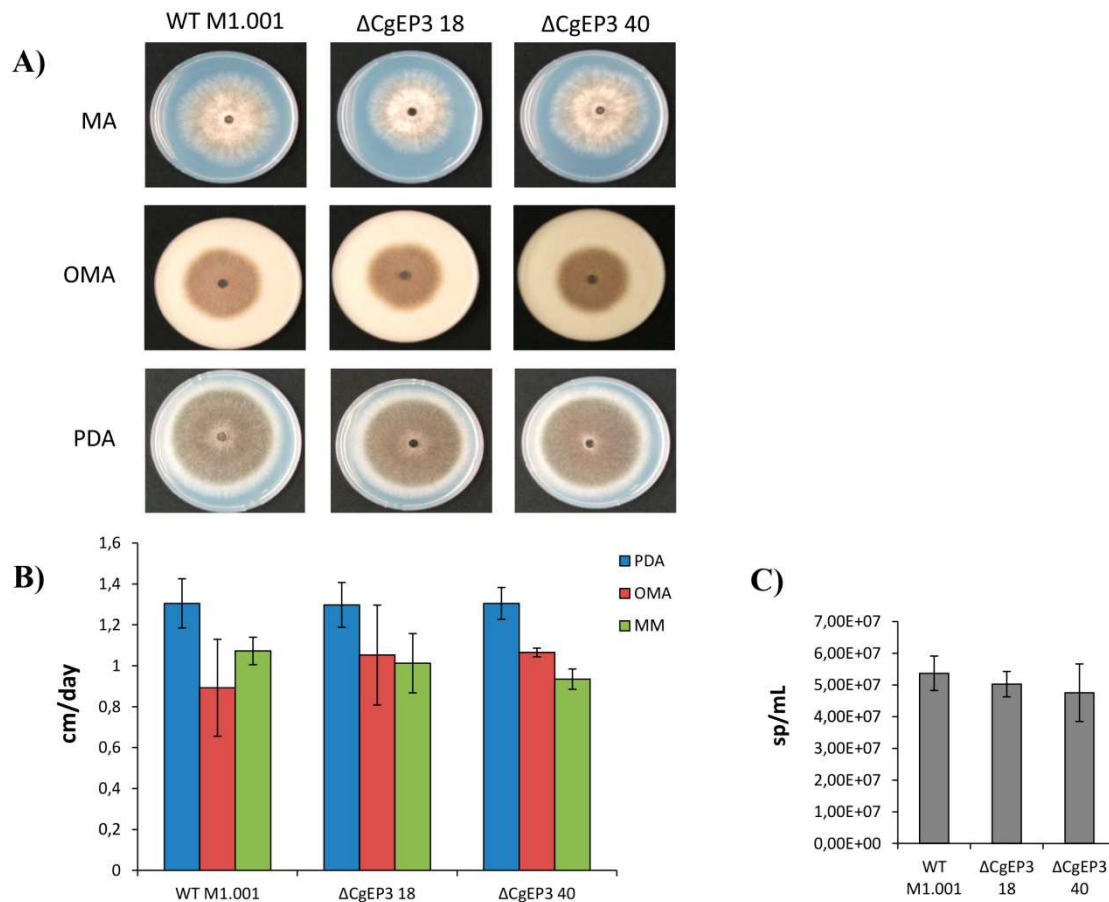 WT M1.001 ΔCgEP3 18 ΔCgEP3 40
A)
MA
OMA
PDA
B)
1,6
1,4
1,2
1
0,8
0,6
0,4
0,2
0
cm/day
PDA
OMA
MM
WT M1.001 ΔCgEP3 18 ΔCgEP3 40
C)
7,00E+07
6,00E+07
5,00E+07
4,00E+07
3,00E+07
2,00E+07
1,00E+07
0,00E+00
sp/mL
WT ΔCgEP3 ΔCgEP3
M1.001 18 40